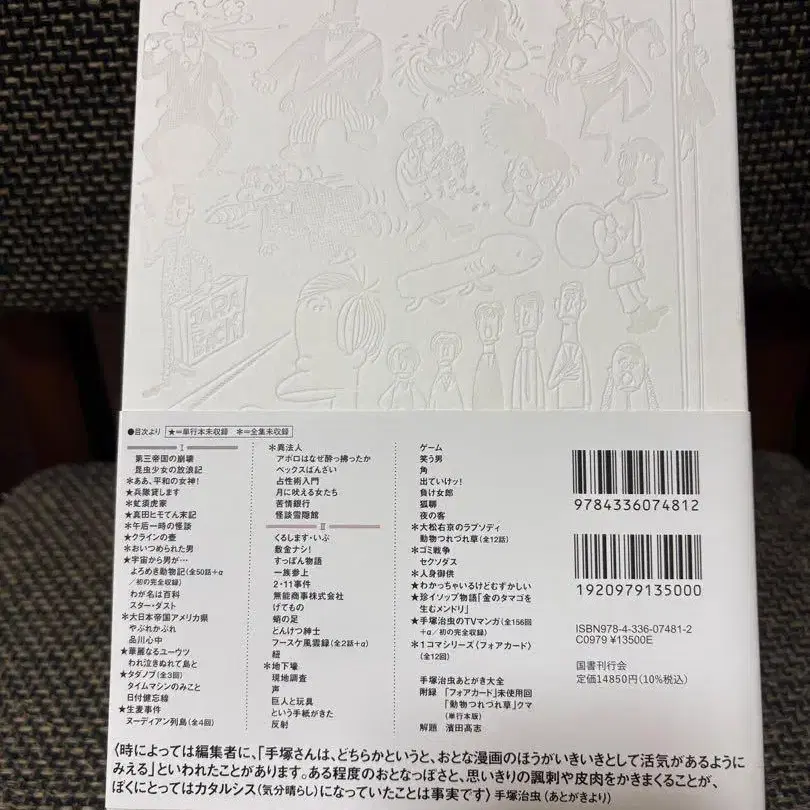 PARA
BACK
●目次より ★=単行本未収録 *=全集未収録
I
第三帝国の崩壊
昆虫少女の放浪記
*ああ、平和の女神!
★兵隊貸します
*虻須虎家
★真田ヒモてん末記
*午后一時の怪談
★クラインの壷
*おいつめられた男
★宇宙から男が…
よろめき動物記(全50話+α
/初の完全収録)
わが名は百科
スター・ダスト
*大日本帝国アメリカ県
やぶれかぶれ
品川心中
★華麗なるユーウツ
われ泣きぬれて島と
★タダノブ(全3回)
タイムマシンのみこと
日付健忘線
*生麦事件
ヌーディアン列島(全4回)
*異法人
アポロはなぜ酔っ拂ったか
ペックスばんざい
占性術入門
月に吠える女たち
苦情銀行
怪談雪隠館
II
くるします・いぶ
敷金ナシ!
すっぽん物語
一族参上
2・11事件
無能商事株式会社
げてもの
蛸の足
とんけつ紳士
フースケ風雲録(全2話+α)
紐
*地下壕
現地調査
声
巨人と玩具
という手紙がきた
反射
ゲーム
笑う男
角
出ていけッ!
負け女郎
狐聊
夜の客
*大松右京のラプソディ
動物つれづれ草(全12話)
*ゴミ戦争
セクソダス
*人身御供
★わかっちゃいるけどむずかしい
★珍イソップ物語「金のタマゴを
生むメンドリ」
★手塚治虫のTVマンガ(全156回
+α/初の完全収録)
*1コマシリーズ〈フォアカード〉
(全12回)
手塚治虫あとがき大全
附録 「フォアカード」未使用回
「動物つれづれ草」クマ
(単行本版)
解題 濱田髙志
9784336074812
1920979135000
ISBN978-4-336-07481-2
C0979 ¥13500E
国書刊行会
定価14850円(10%税込)
〈時によっては編集者に、「手塚さんは、どちらかというと、おとな漫画のほうがいきいきとして活気があるように
みえる」といわれたことがあります。ある程度のおとなっぽさと、思いきりの諷刺や皮肉をかきまくることが、
ぼくにとってはカタルシス(気分晴らし)になっていたことは事実です〉手塚治虫(あとがきより)